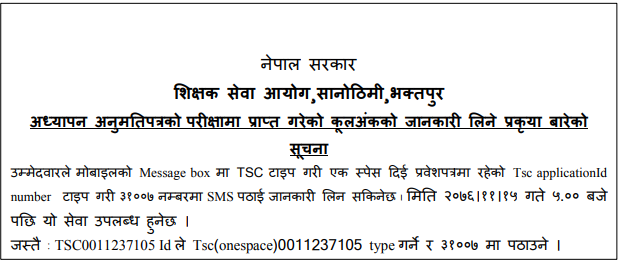 नेपाल सरकार
शिक्षक सेवा आयोग,सानोठिमी,भक्तपुर
अध्यापन अनुमतिपत्रको परीक्षामा प्राप्त गरेको कूलअंकको जानकारी लिने प्रकृया बारेको
सूचना
उम्मेदवारले मोबाइलको Message box मा TSC टाइप गरी एक स्पेस दिई प्रवेशपत्रमा रहेको Tsc applicationId
number टाइप गरी ३१००७ नम्बरमा SMS पठाई जानकारी लिन सकिनेछ। मिति २०७६।११।१५ गते ५.०० बजे
पछि यो सेवा उपलब्ध हुनेछ ।
जस्तै : TSC0011237105 Id ले Tsc(onespace)0011237105 type गर्ने र ३१००७ मा पठाउने ।